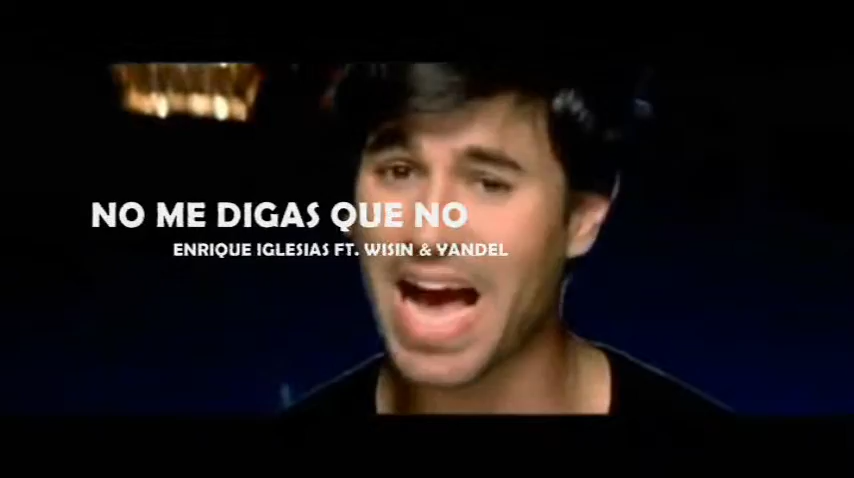 NO ME DIGAS QUE NO
ENRIQUE IGLESIAS FT. WISIN & YANDEL